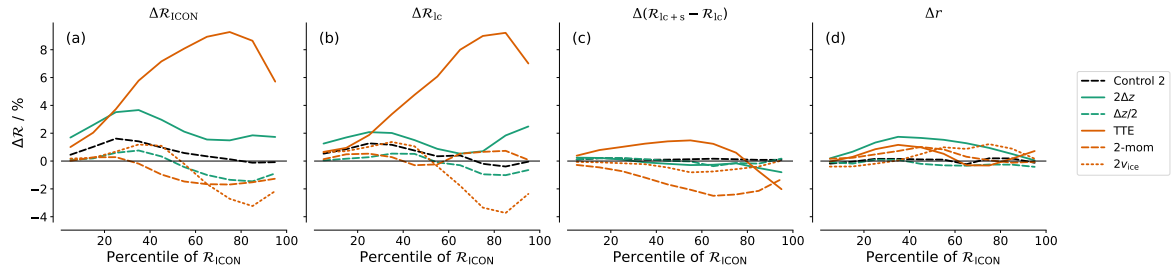 Δℛ_ICON
Δℛ_lc
Δ(ℛ_lc+s − ℛ_lc)
Δr
(a)
(b)
(c)
(d)
Δℛ / %
8
6
4
2
0
−2
−4
20 40 60 80 100
20 40 60 80 100
20 40 60 80 100
20 40 60 80 100
Percentile of ℛ_ICON
Percentile of ℛ_ICON
Percentile of ℛ_ICON
Percentile of ℛ_ICON
Control 2
2Δz
Δz/2
TTE
2-mom
2v_ice